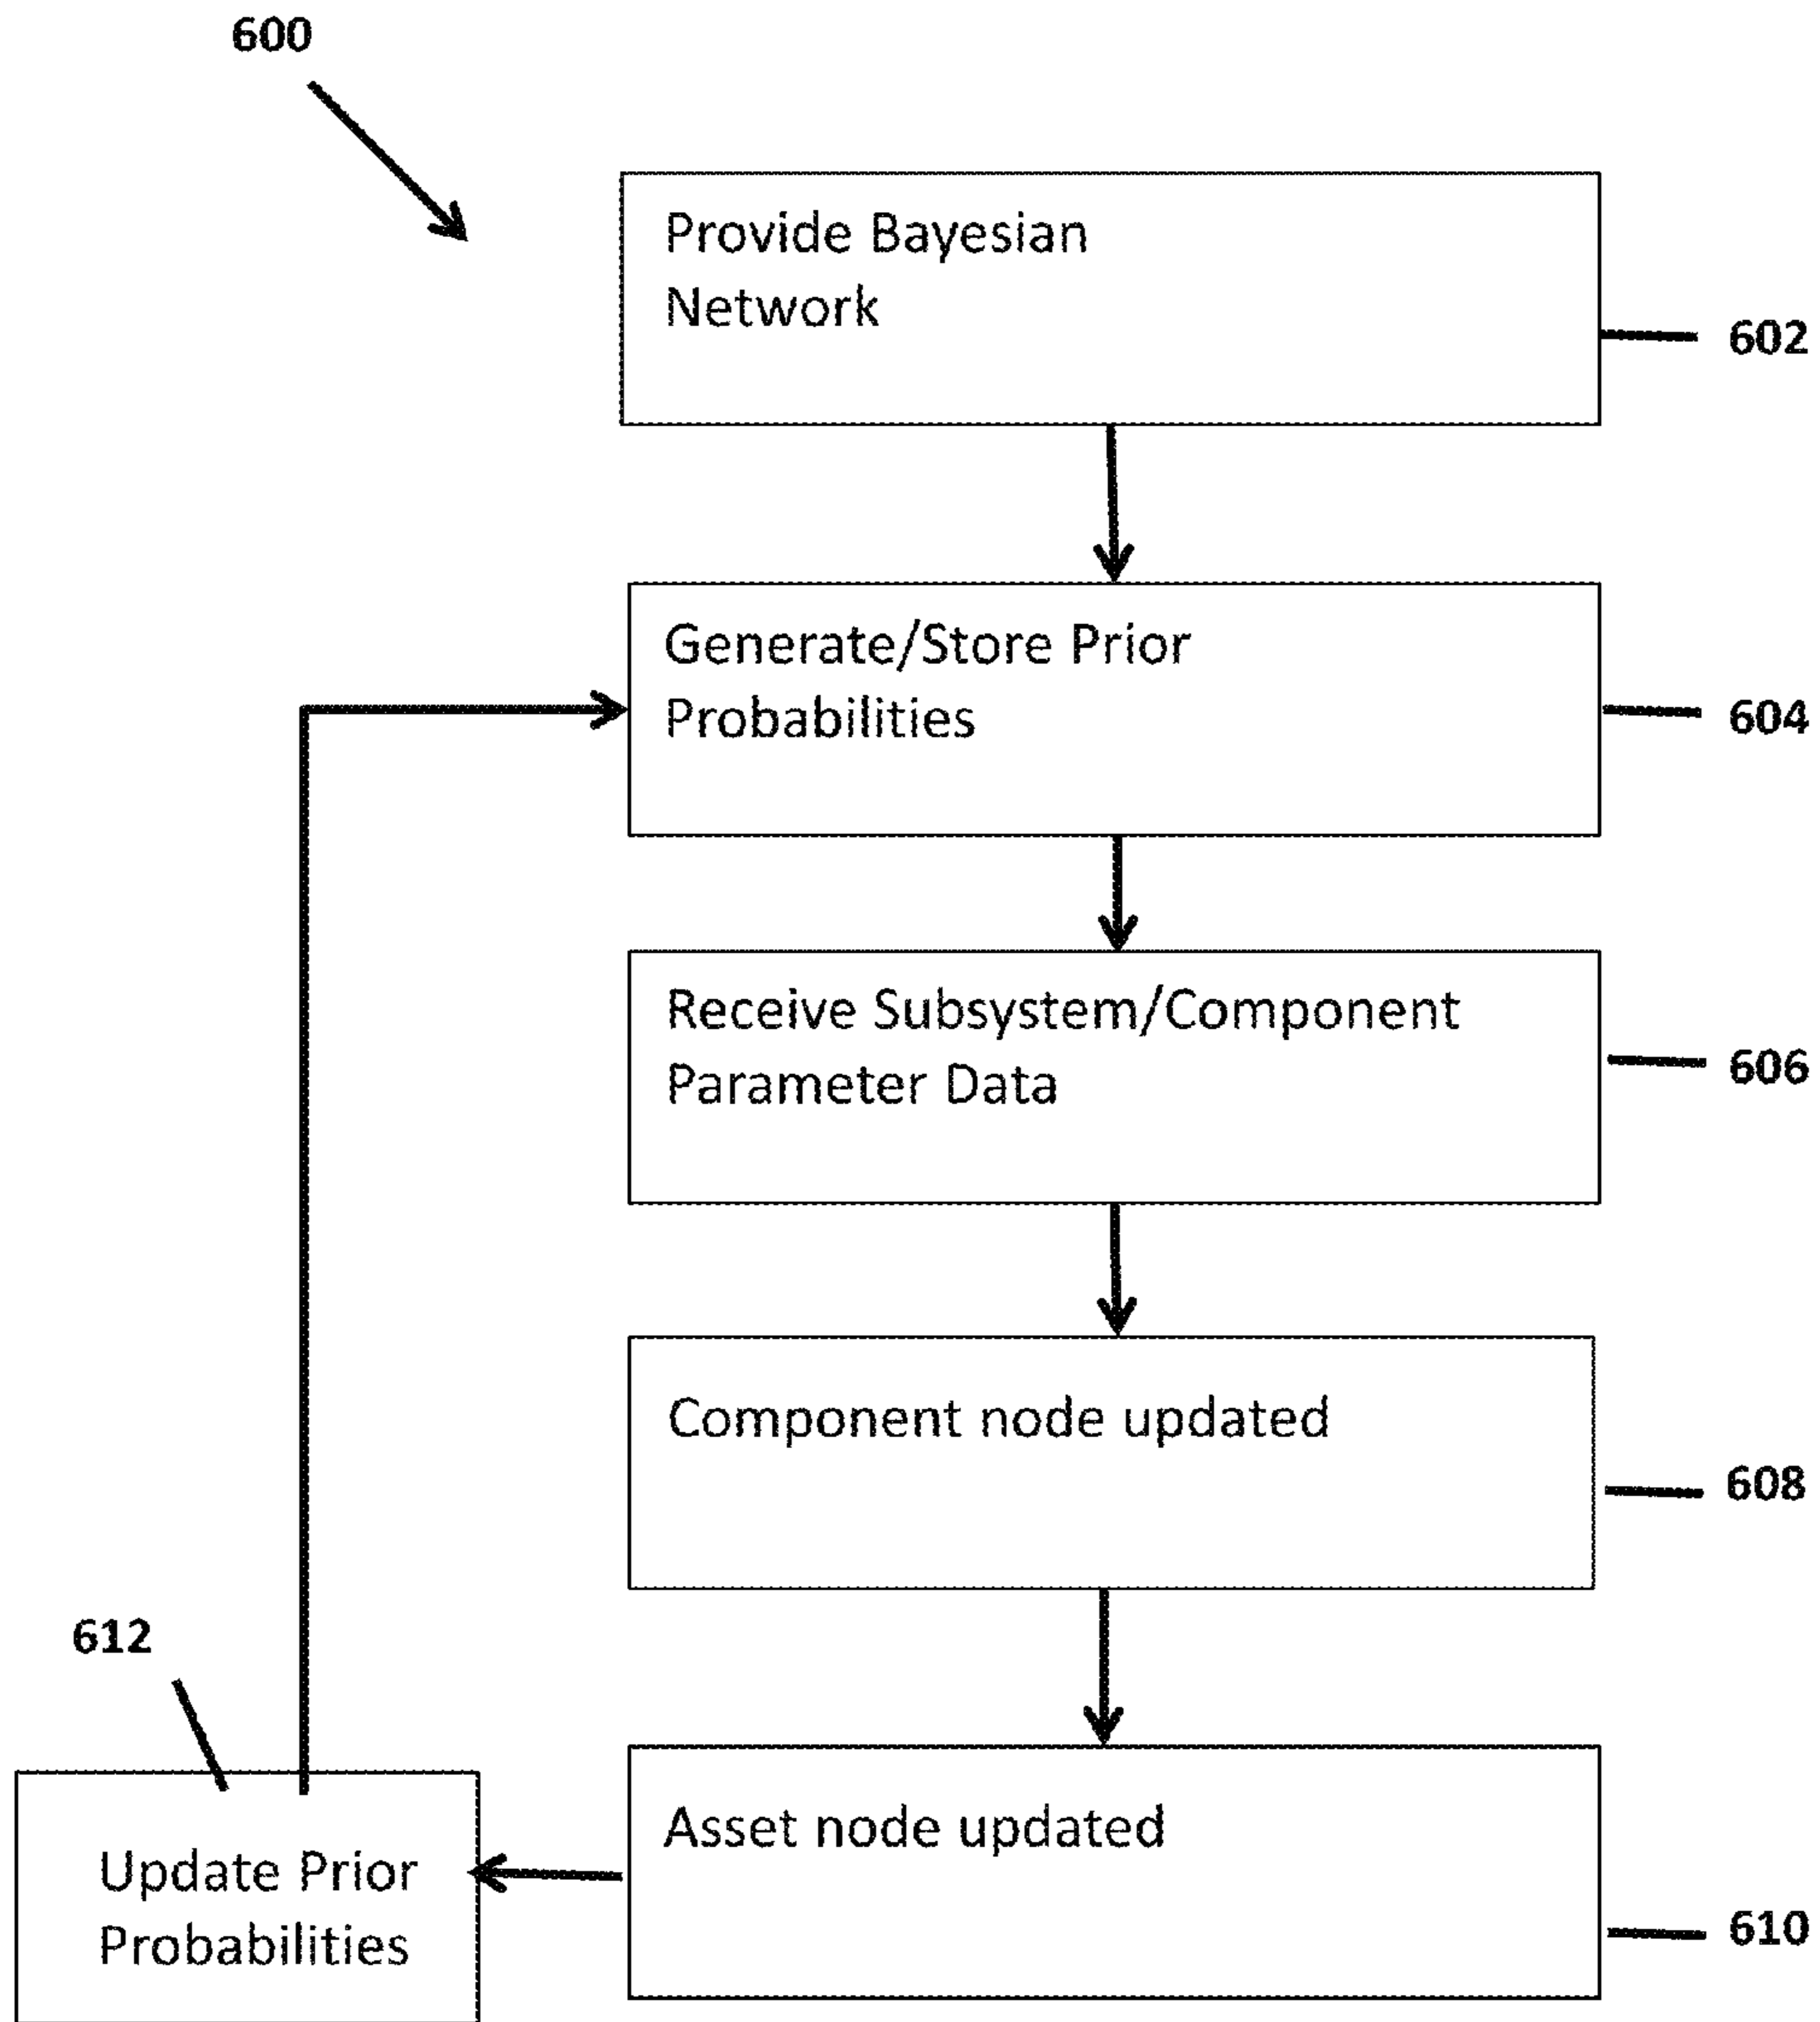 600
Provide Bayesian
Network
602
Generate/Store Prior
Probabilities
604
Receive Subsystem/Component
Parameter Data
606
Component node updated
608
612
Asset node updated
610
Update Prior
Probabilities